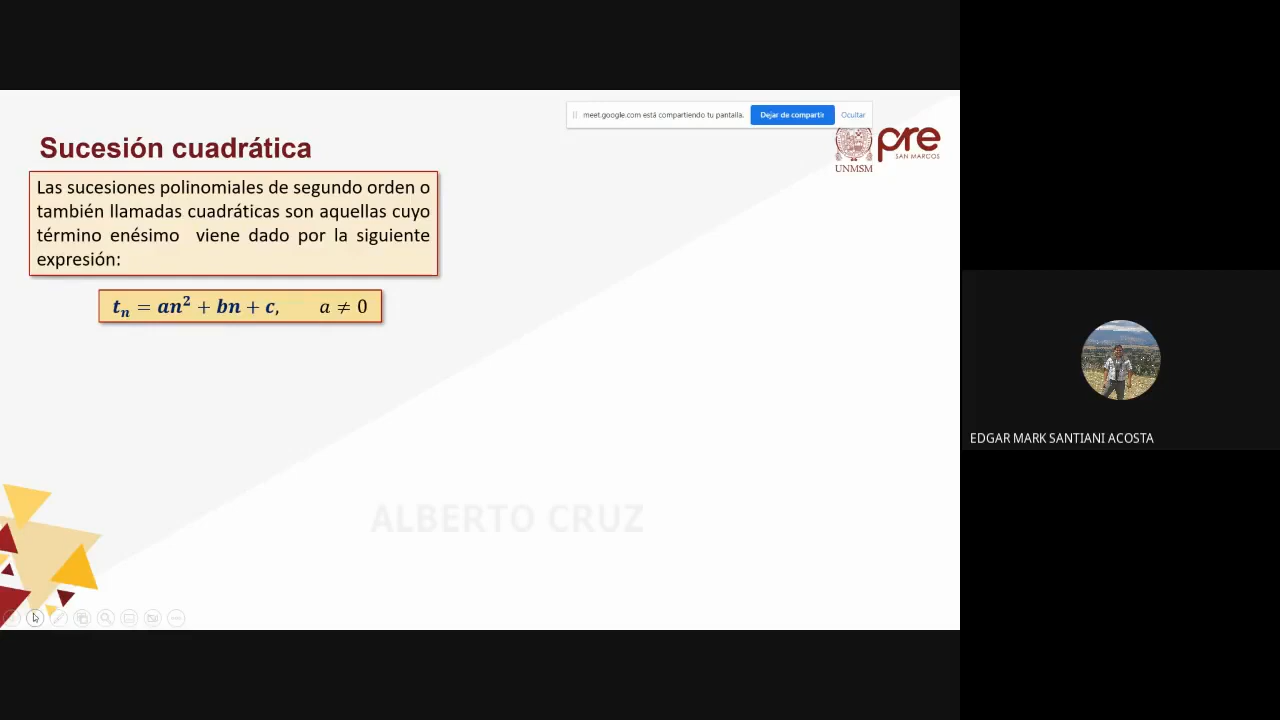 meet.google.com está compartiendo tu pantalla.
Dejar de compartir
Ocultar
Sucesión cuadrática
pre
SAN MARCOS
UNMSM
Las sucesiones polinomiales de segundo orden o
también llamadas cuadráticas son aquellas cuyo
término enésimo viene dado por la siguiente
expresión:
tₙ = an² + bn + c, a ≠ 0
EDGAR MARK SANTIANI ACOSTA
ALBERTO CRUZ